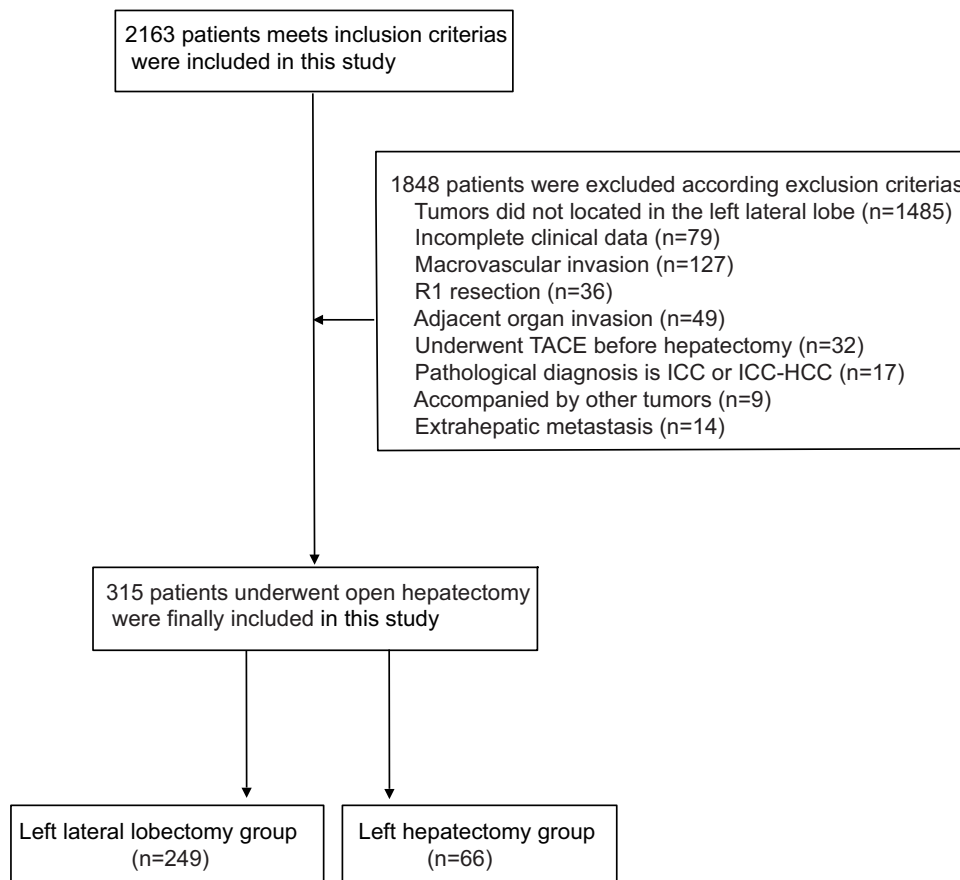 2163 patients meets inclusion criterias
were included in this study
1848 patients were excluded according exclusion criterias
Tumors did not located in the left lateral lobe (n=1485)
Incomplete clinical data (n=79)
Macrovascular invasion (n=127)
R1 resection (n=36)
Adjacent organ invasion (n=49)
Underwent TACE before hepatectomy (n=32)
Pathological diagnosis is ICC or ICC-HCC (n=17)
Accompanied by other tumors (n=9)
Extrahepatic metastasis (n=14)
315 patients underwent open hepatectomy
were finally included in this study
Left lateral lobectomy group
(n=249)
Left hepatectomy group
(n=66)